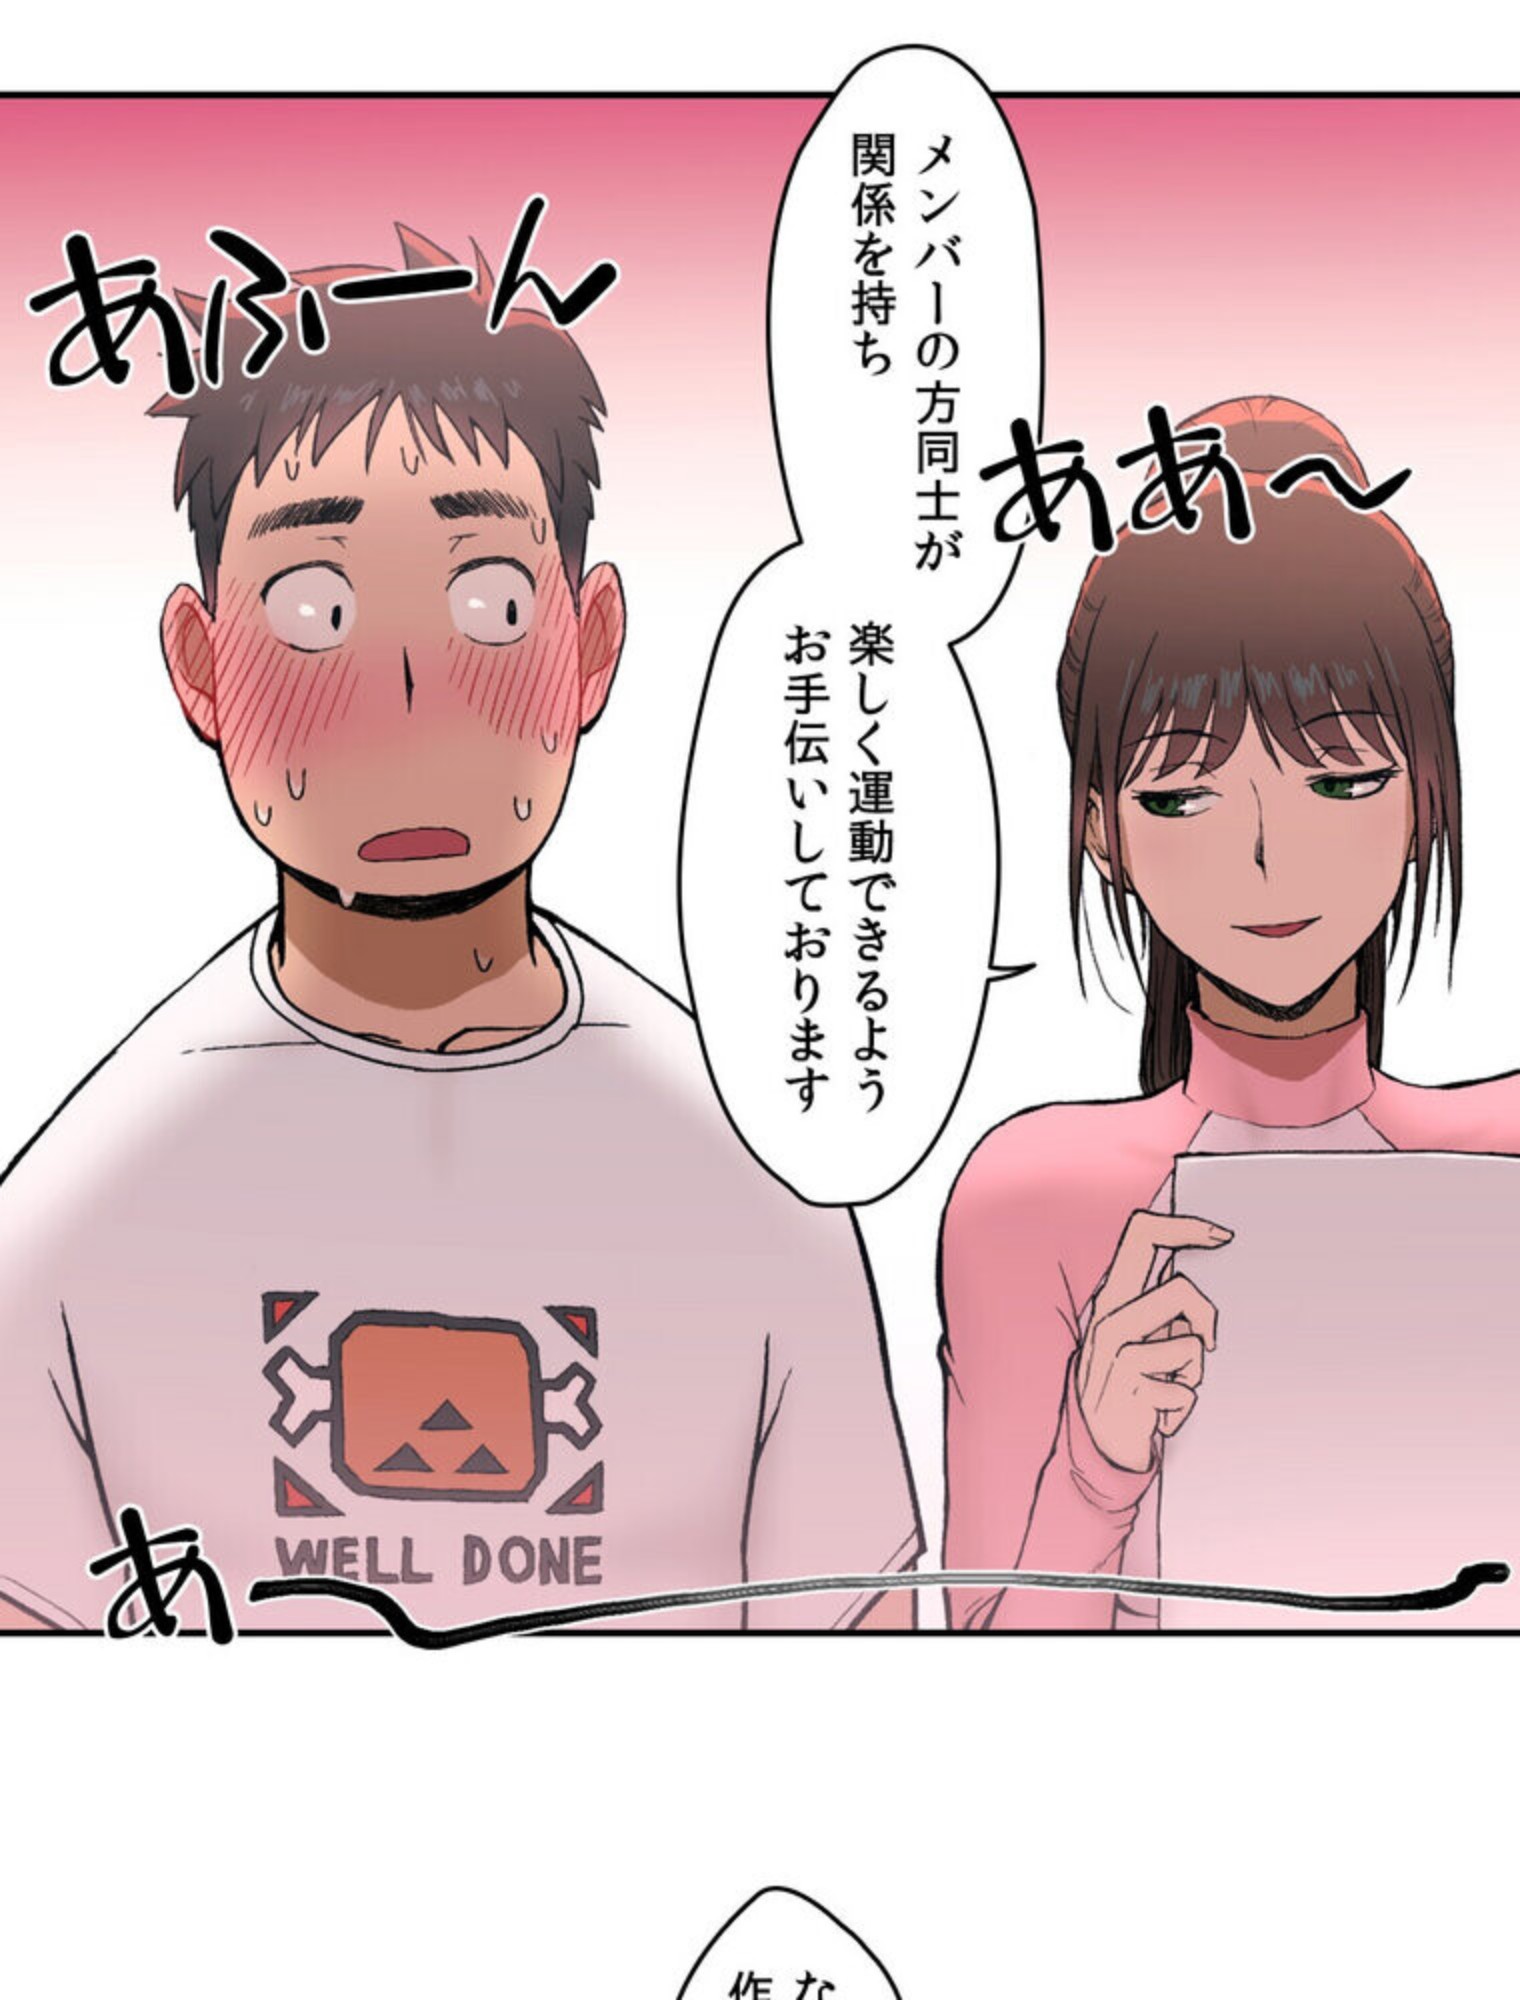 メンバーの方同士が
関係を持ち
楽しく運動できるよう
お手伝いしております
あふーん
ああ～
WELL DONE
あ～
な
作